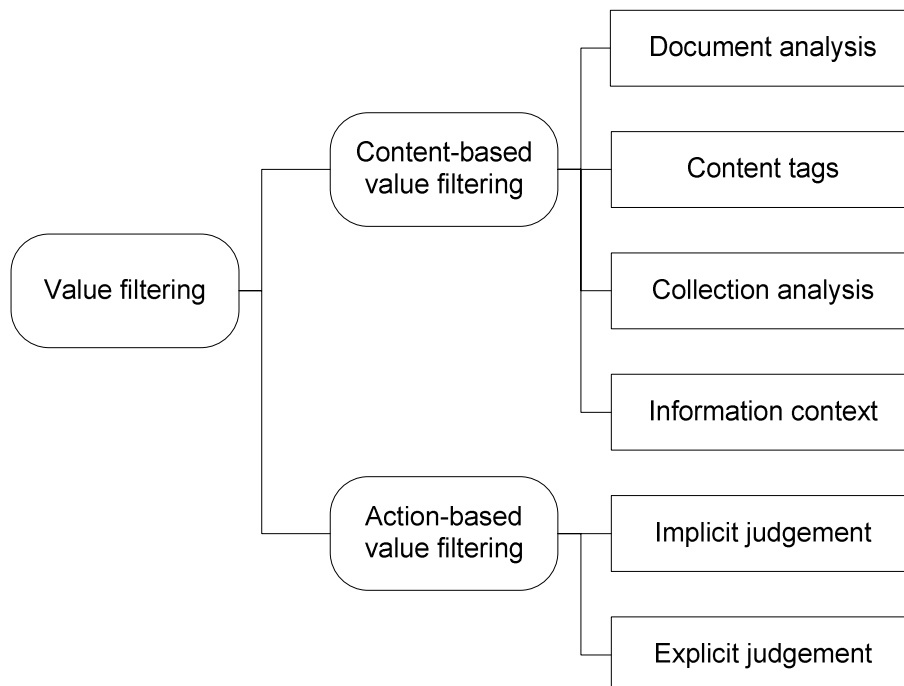 Value filtering
Content-based
value filtering
Document analysis
Content tags
Collection analysis
Information context
Action-based
value filtering
Implicit judgement
Explicit judgement